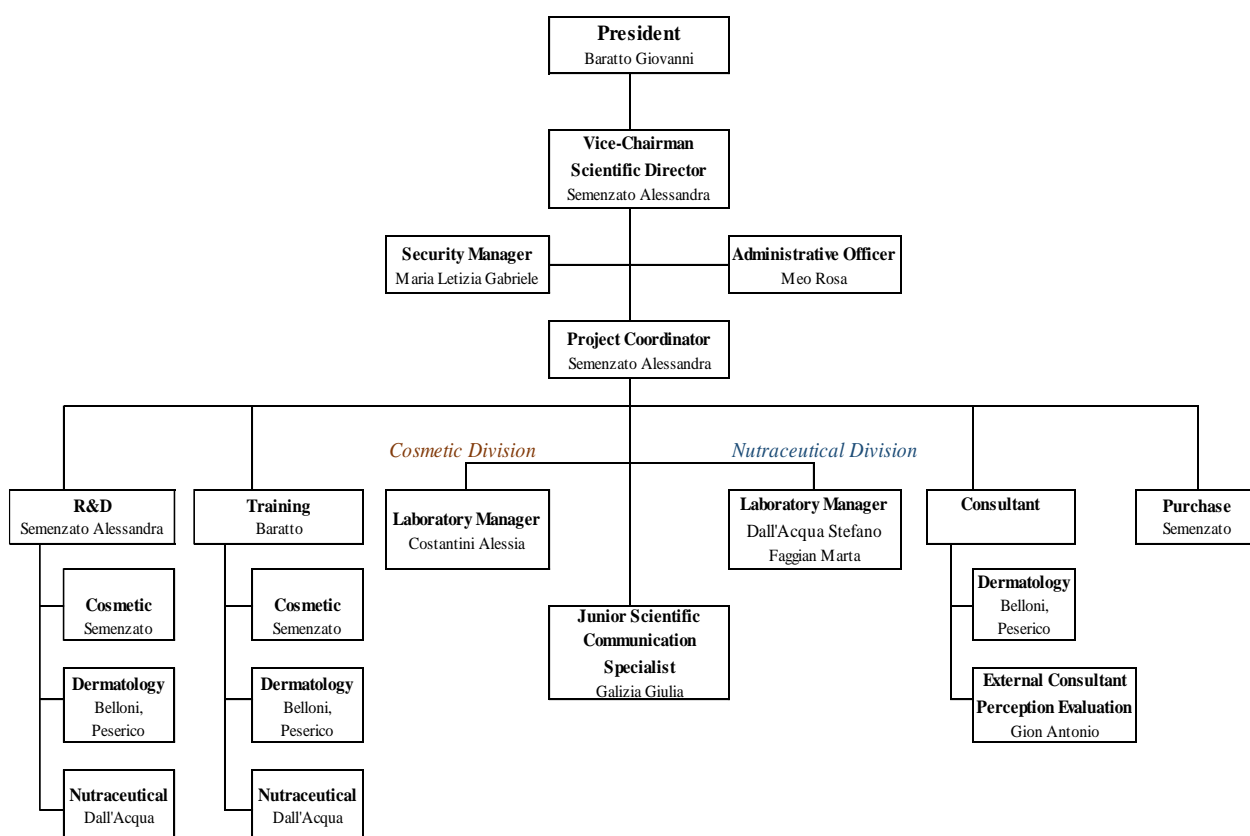 President
Baratto Giovanni
Vice-Chairman
Scientific Director
Semenzato Alessandra
Security Manager
Maria Letizia Gabriele
Administrative Officer
Meo Rosa
Project Coordinator
Semenzato Alessandra
Cosmetic Division
Nutraceutical Division
R&D
Semenzato Alessandra
Training
Baratto
Laboratory Manager
Costantini Alessia
Laboratory Manager
Dall'Acqua Stefano
Faggian Marta
Consultant
Purchase
Semenzato
Cosmetic
Semenzato
Dermatology
Belloni,
Peserico
Nutraceutical
Dall'Acqua
Cosmetic
Semenzato
Dermatology
Belloni,
Peserico
Nutraceutical
Dall'Acqua
Junior Scientific
Communication
Specialist
Galizia Giulia
Dermatology
Belloni,
Peserico
External Consultant
Perception Evaluation
Gion Antonio